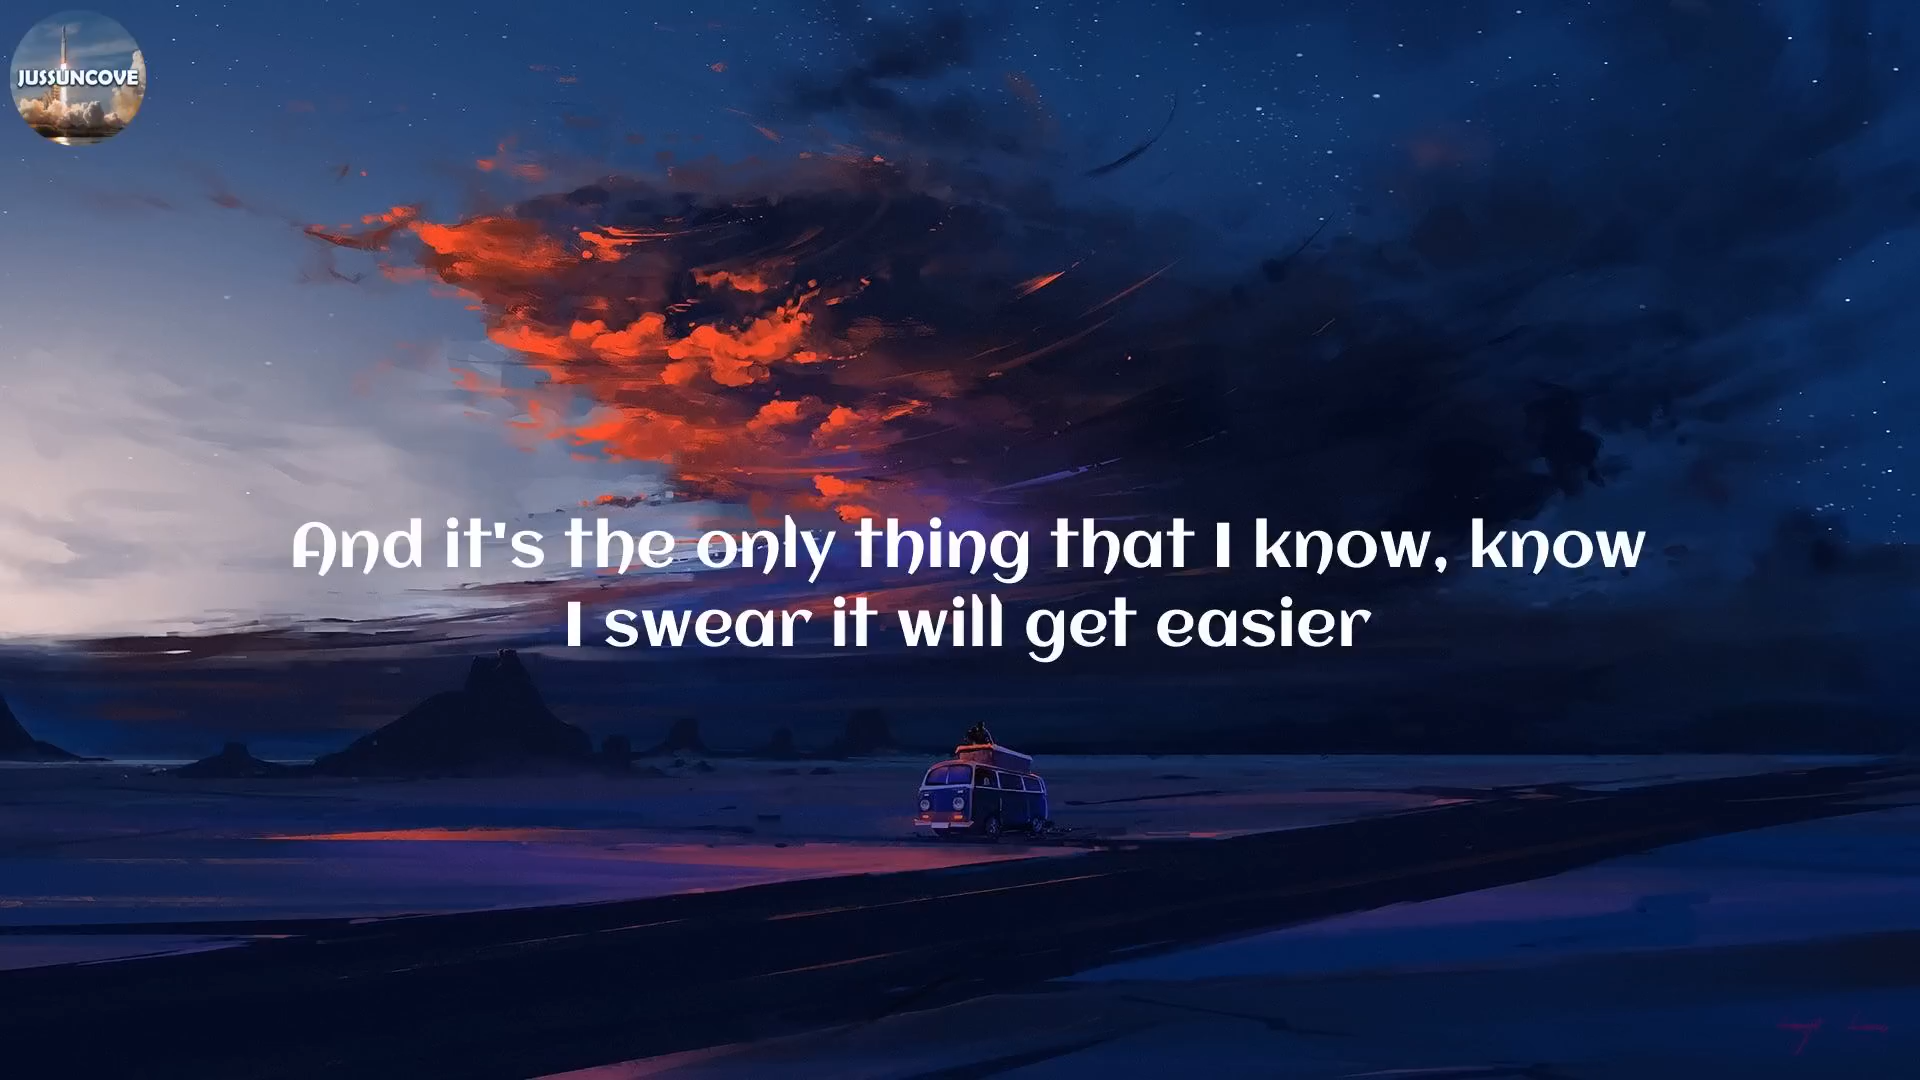 JUSSUNCOVE
And it's the only thing that I know, know
I swear it will get easier